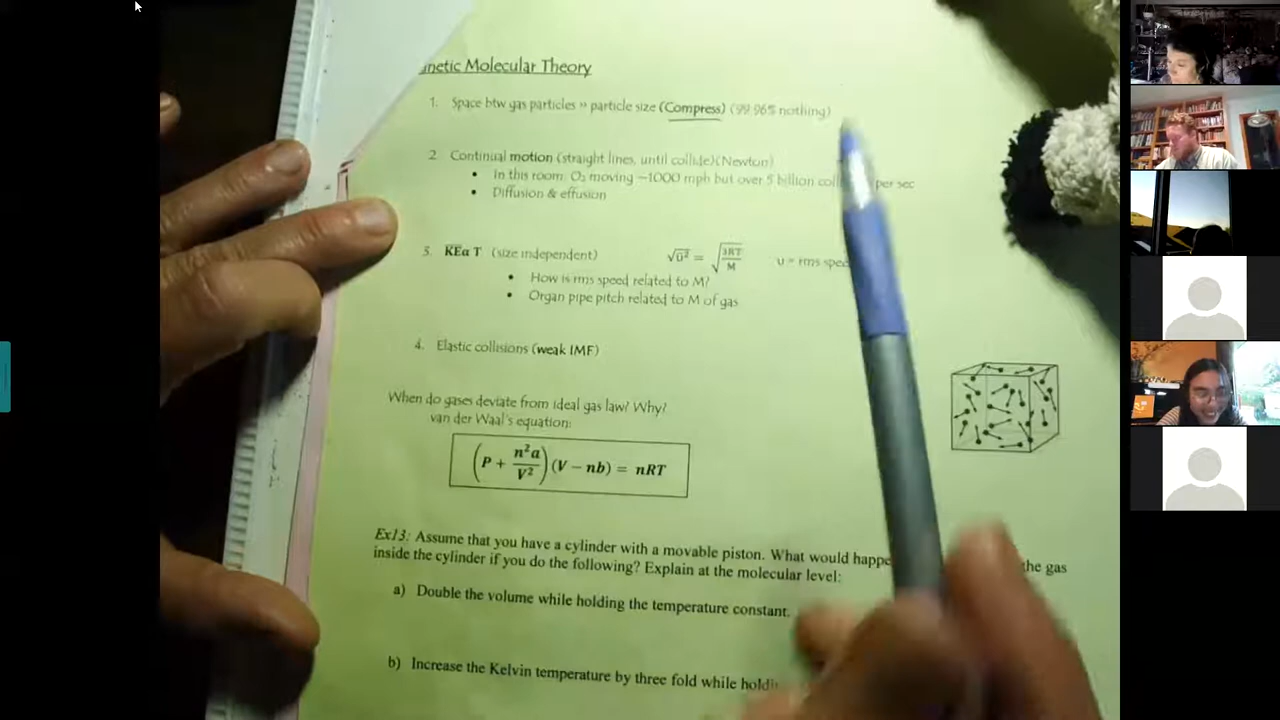 netic Molecular Theory
1. Space btw gas particles » particle size (Compress) (99.96% nothing)
2. Continual motion (straight lines, until collide)(Newton)
• In this room: O₂ moving ~1000 mph but over 5 billion per sec
• Diffusion & effusion
3. K̅E̅α T (size independent) √u̅² = √3RT/M u = rms
• How is rms speed related to M?
• Organ pipe pitch related to M of gas
4. Elastic collisions (weak IMF)
When do gases deviate from ideal gas law? Why?
van der Waal's equation:
(P + n²a/V²) (V − nb) = nRT
Ex13: Assume that you have a cylinder with a movable piston. What would the gas
inside the cylinder if you do the following? Explain at the molecular level:
a) Double the volume while holding the temperature constant.
b) Increase the Kelvin temperature by three fold while